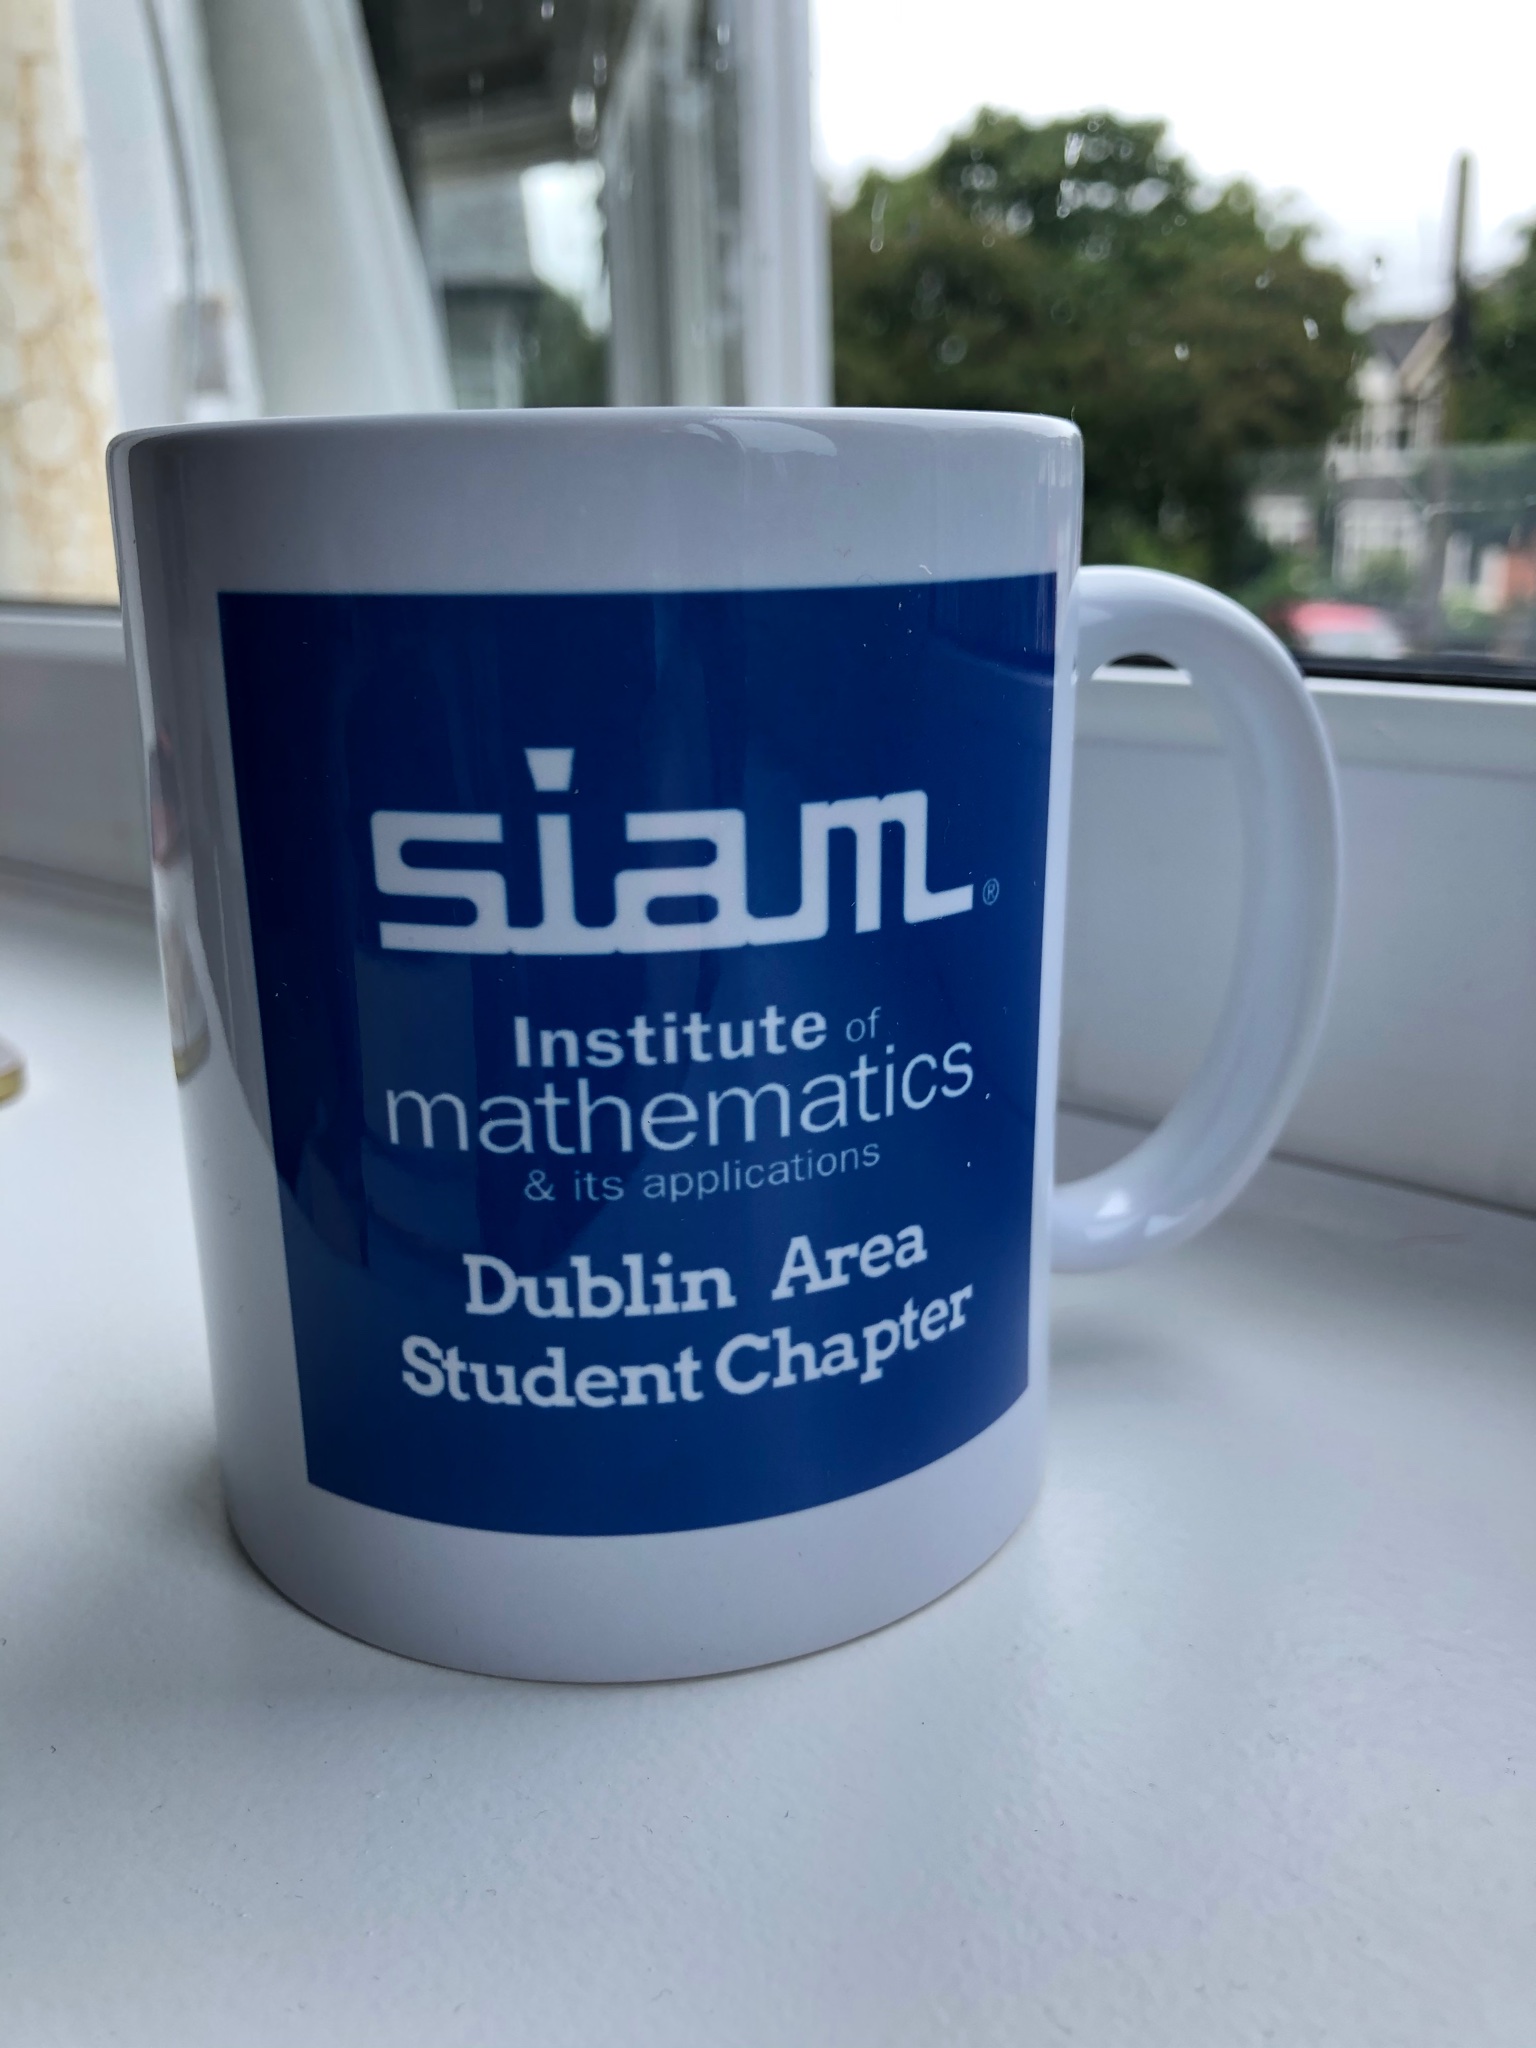 siam®
Institute of
mathematics
& its applications
Dublin Area
Student Chapter